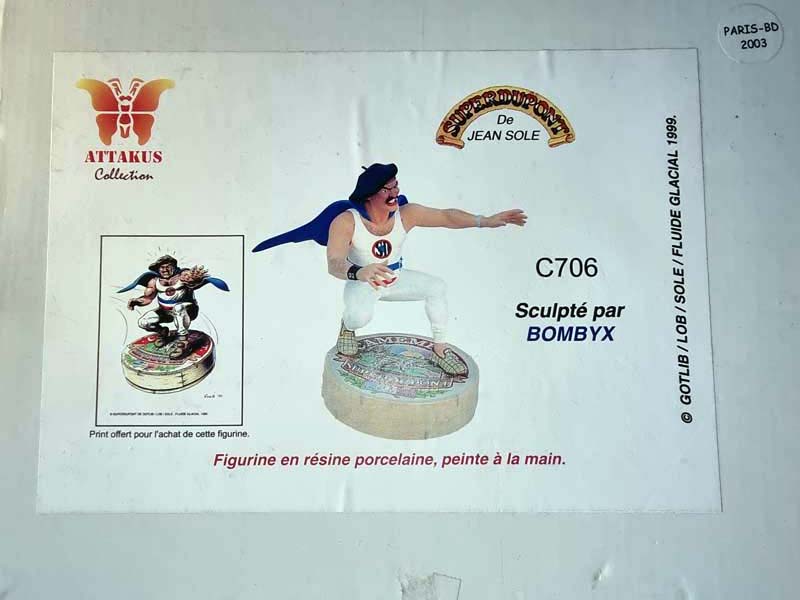 PARIS-BD
2003
ATTAKUS
Collection
SUPERDUPONT
De
JEAN SOLE
C706
Sculpté par
BOMBYX
© GOTLIB / LOB / SOLE / FLUIDE GLACIAL 1999.
Print offert pour l'achat de cette figurine.
Figurine en résine porcelaine, peinte à la main.